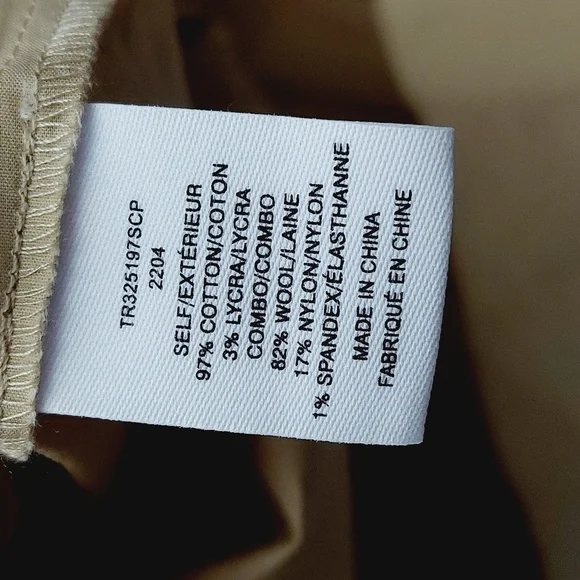 TR325197SCP
2204
SELF/EXTÉRIEUR
97% COTTON/COTON
3% LYCRA/LYCRA
COMBO/COMBO
82% WOOL/LAINE
17% NYLON/NYLON
1% SPANDEX/ÉLASTHANNE
MADE IN CHINA
FABRIQUÉ EN CHINE